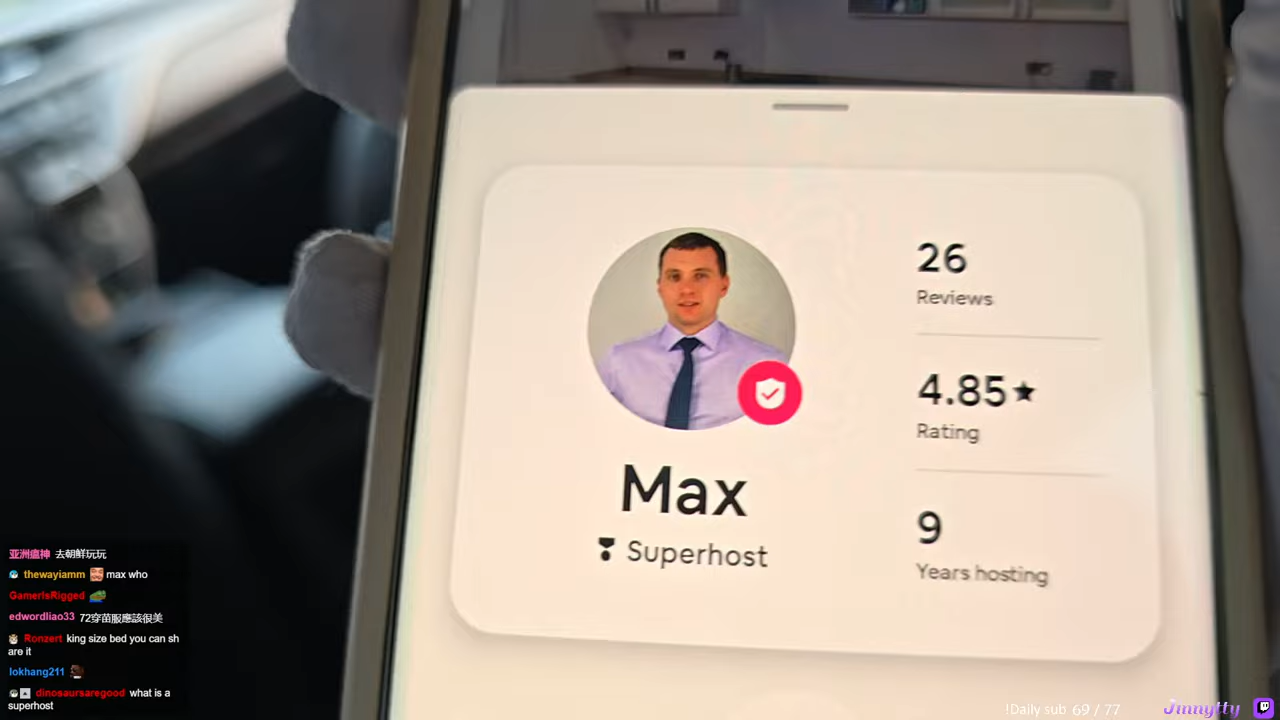 26
Reviews
4.85★
Rating
9
Years hosting
Max
Superhost
亚洲瘟神 去朝鲜玩玩
thewayiamm max who
GamerIsRigged
edwordliao33 72穿苗服應該很美
Ronzert king size bed you can sh
are it
lokhang211
dinosaursaregood what is a
superhost
!Daily sub 69 / 77
Jinnytty